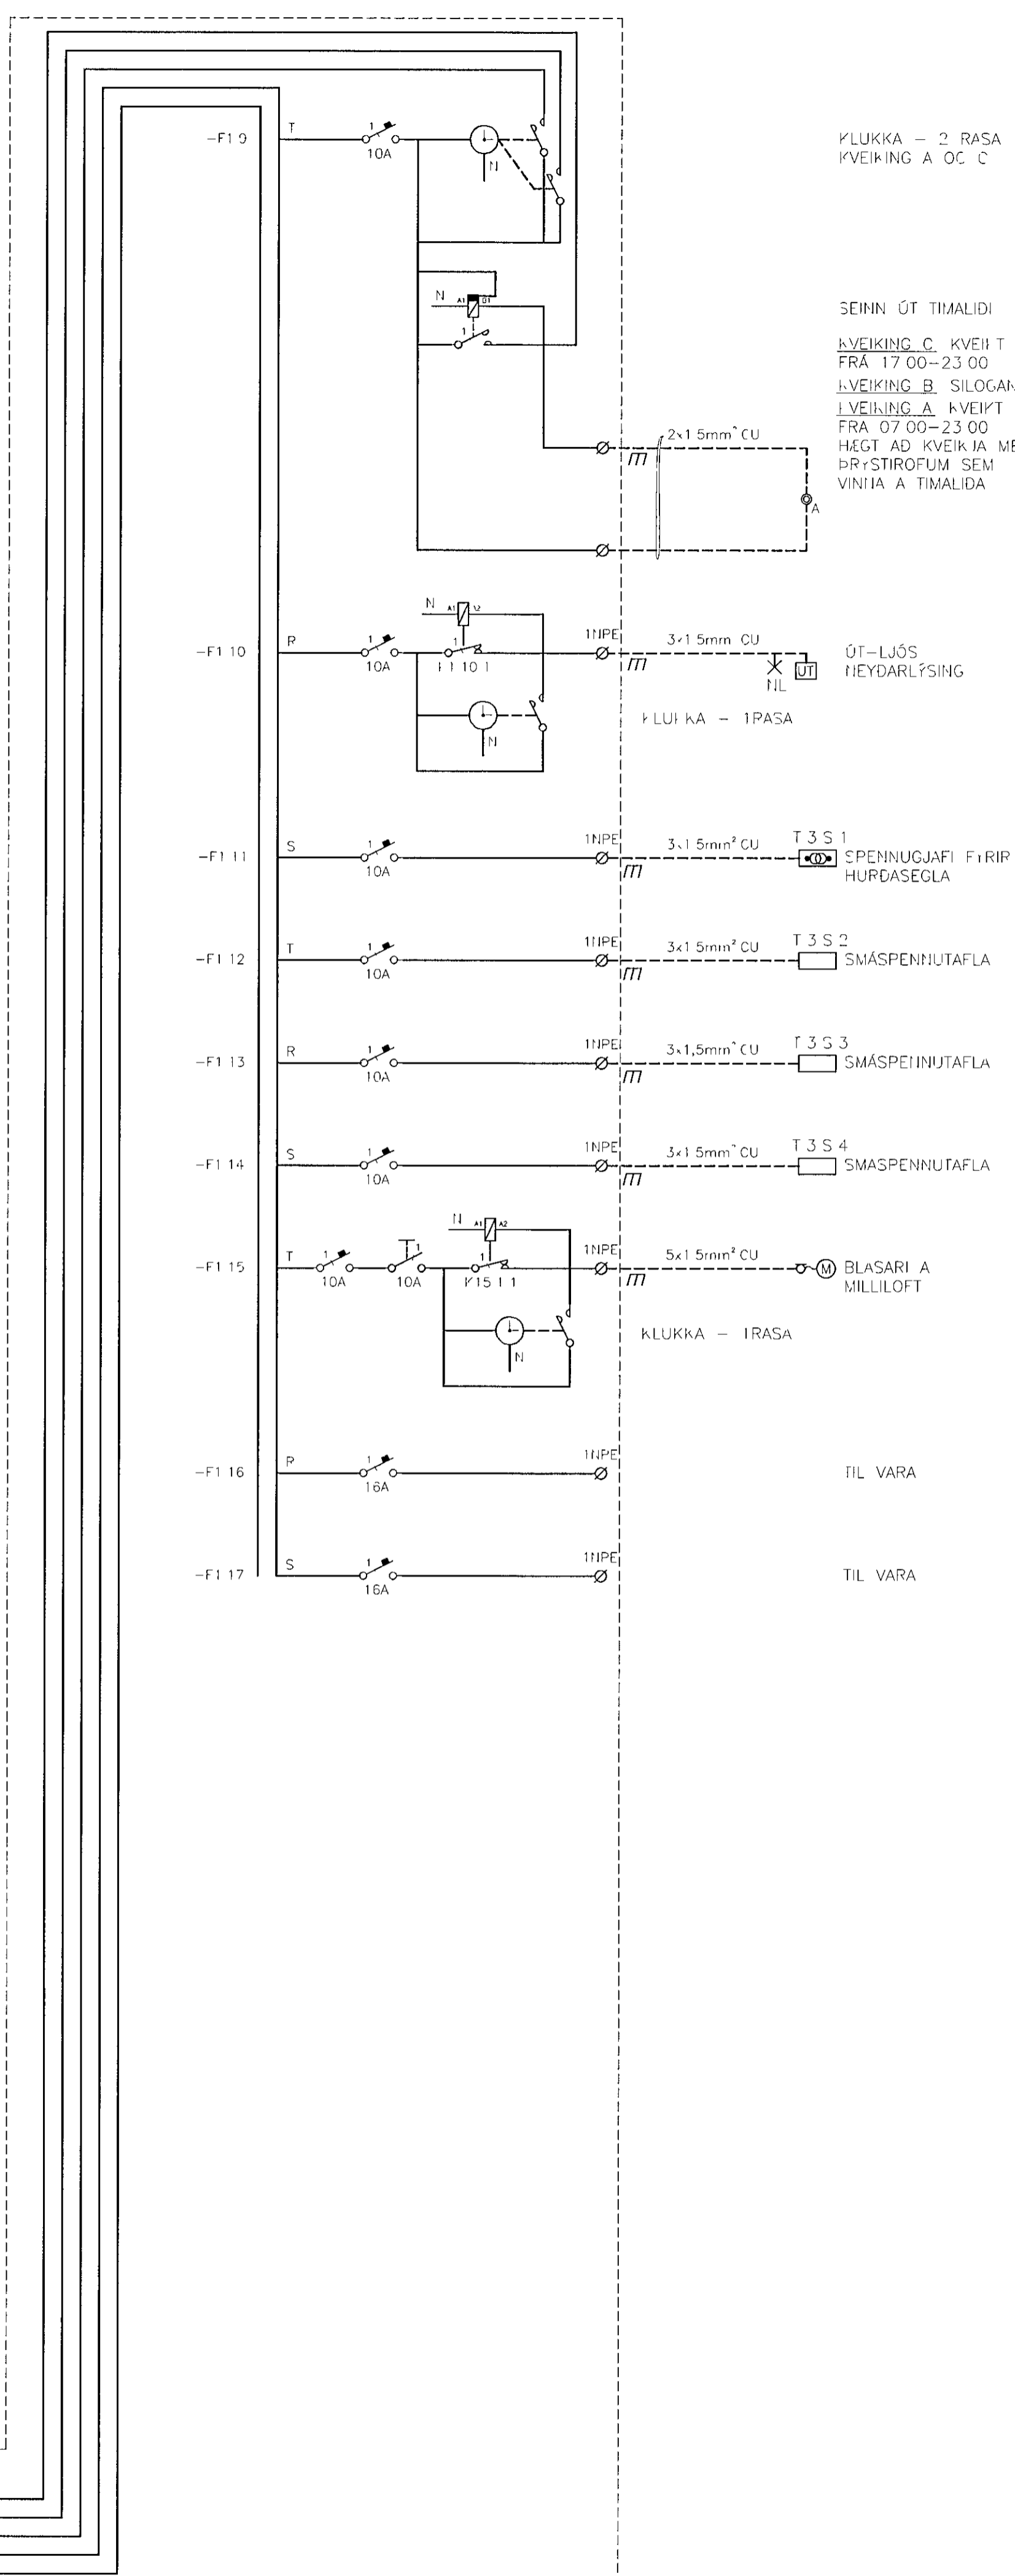 -F1 9
T
1
10A
N
KLUKKA - 2 RASA
KVEIKING A OG C
N
A1
B1
1
SEINN ÚT TIMALIDI
KVEIKING C KVEIKT
FRÁ 17 00-23 00
KVEIKING B SILOGAN
KVEIKING A KVEIKT
FRA 07 00-23 00
HÆGT AD KVEIKJA ME
ÞRYSTIROFUM SEM
VINNA A TIMALIDA
2x1 5mm² CU
A
-F1 10
R
1
10A
N
A1
A2
1
K1 10 1
N
1NPE
3x1 5mm CU
NL
UT
ÚT-LJÓS
NEYÐARLÝSING
KLUKKA - 1RASA
-F1 11
S
1
10A
1NPE
3x1 5mm² CU
T 3 S 1
SPENNUGJAFI FYRIR
HURÐASEGLA
-F1 12
T
1
10A
1NPE
3x1 5mm² CU
T 3 S 2
SMÁSPENNUTAFLA
-F1 13
R
1
10A
1NPE
3x1,5mm² CU
T 3 S 3
SMÁSPENNUTAFLA
-F1 14
S
1
10A
1NPE
3x1 5mm² CU
T 3 S 4
SMASPENNUTAFLA
-F1 15
T
1
10A
1
10A
N
A1
A2
1
K15 1 1
N
1NPE
5x1 5mm² CU
M
BLASARI A
MILLILOFT
KLUKKA - 1RASA
-F1 16
R
1
16A
1NPE
TIL VARA
-F1 17
S
1
16A
1NPE
TIL VARA